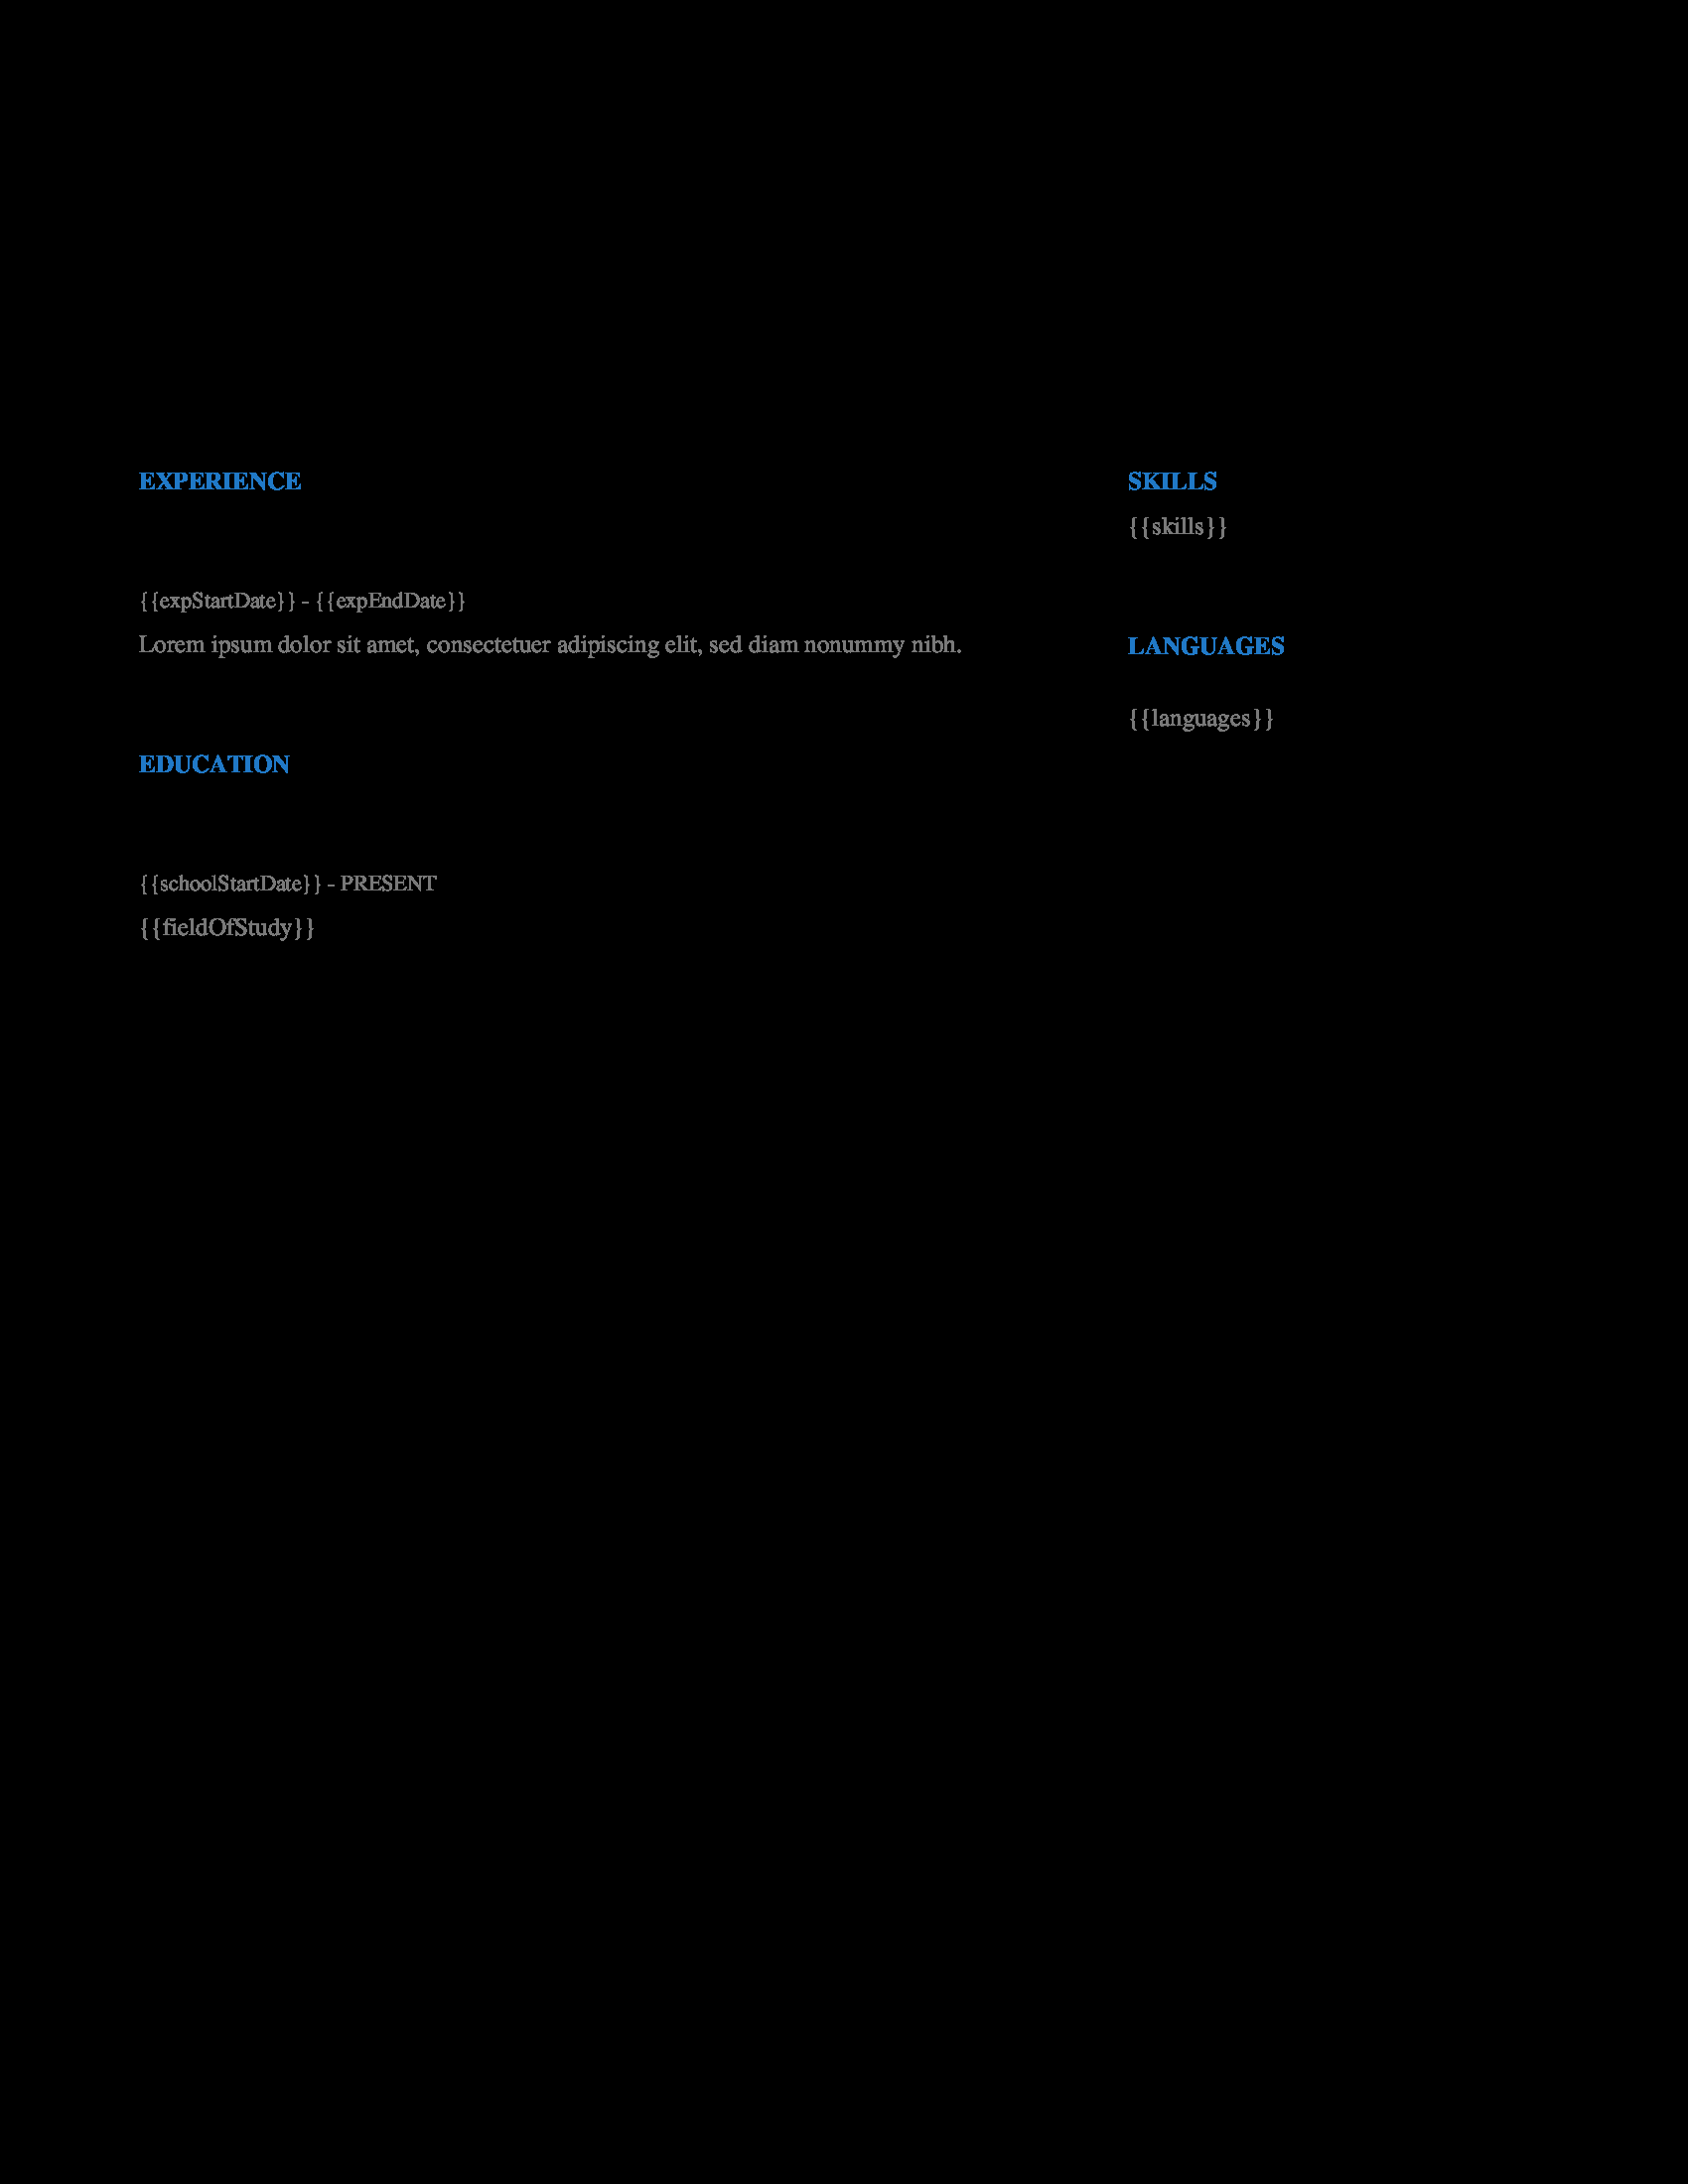 EXPERIENCE
{{expStartDate}} - {{expEndDate}}
Lorem ipsum dolor sit amet, consectetuer adipiscing elit, sed diam nonummy nibh.
EDUCATION
{{schoolStartDate}} - PRESENT
{{fieldOfStudy}}
SKILLS
{{skills}}
LANGUAGES
{{languages}}